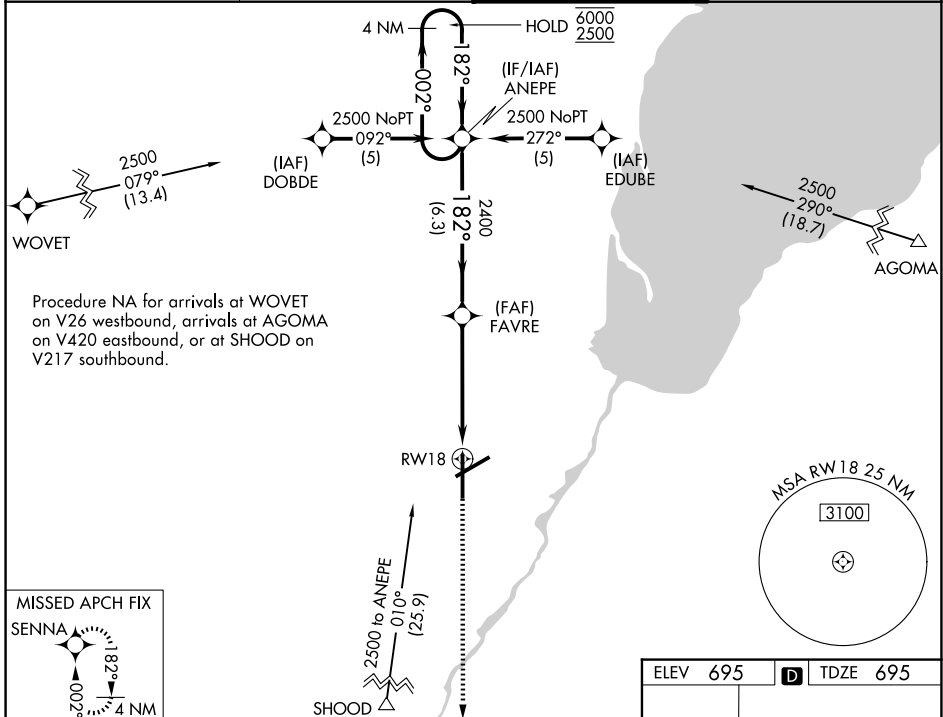 4 NM
HOLD 6000
2500
182°
002°
(IF/IAF)
ANEPE
2500 NoPT
092°
(5)
2500 NoPT
272°
(5)
(IAF)
DOBDE
(IAF)
EDUBE
2500
079°
(13.4)
WOVET
2400
182°
(6.3)
2500
290°
(18.7)
AGOMA
Procedure NA for arrivals at WOVET
on V26 westbound, arrivals at AGOMA
on V420 eastbound, or at SHOOD on
V217 southbound.
(FAF)
FAVRE
RW18
MSA RW18 25 NM
3100
2500 to ANEPE
010°
(25.9)
SHOOD
MISSED APCH FIX
SENNA
182°
002°
4 NM
ELEV 695 D TDZE 695